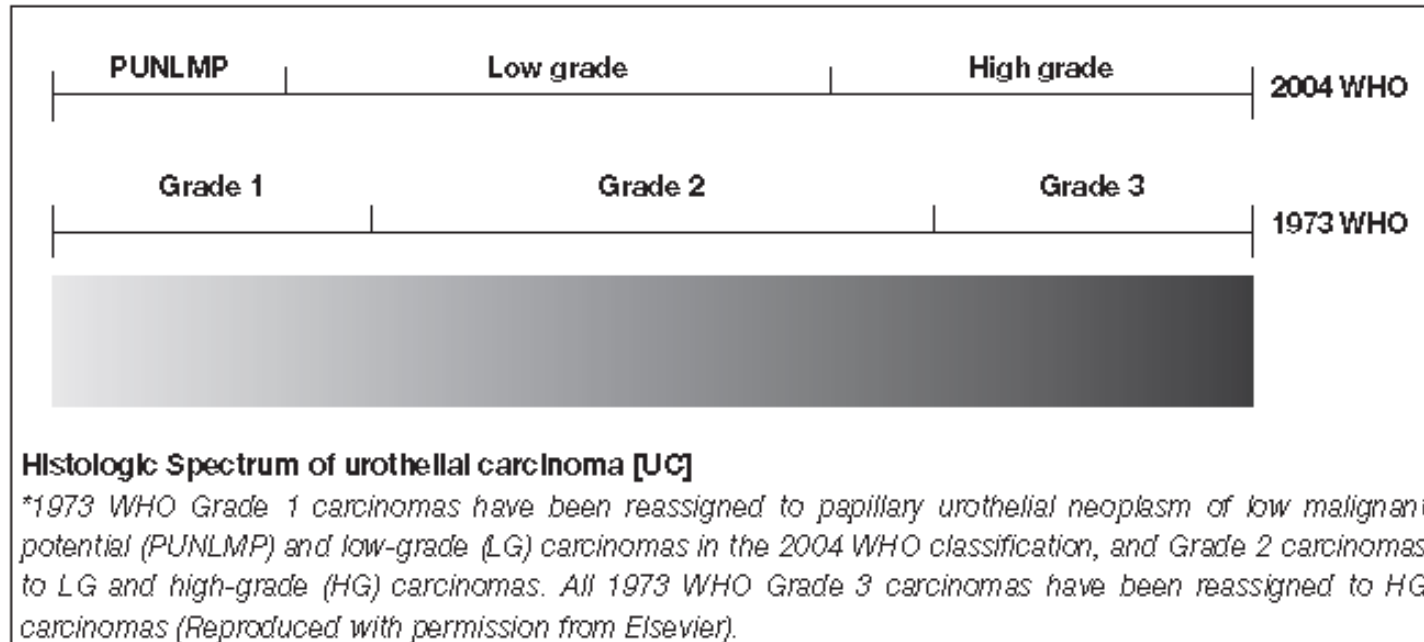 PUNLMP Low grade High grade 2004 WHO
Grade 1 Grade 2 Grade 3
1973 WHO
Histologic Spectrum of urothelial carcinoma [UC]
*1973 WHO Grade 1 carcinomas have been reassigned to papillary urothelial neoplasm of low malignant
potential (PUNLMP) and low-grade (LG) carcinomas in the 2004 WHO classification, and Grade 2 carcinomas
to LG and high-grade (HG) carcinomas. All 1973 WHO Grade 3 carcinomas have been reassigned to HG
carcinomas (Reproduced with permission from Elsevier).